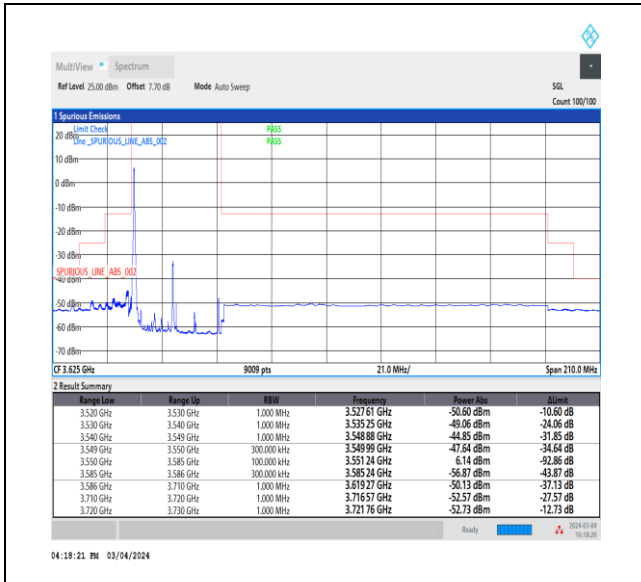 MultiView Spectrum
Ref Level 25.00 dBm Offset 7.70 dB Mode Auto Sweep SGL
Count 100/100
1 Spurious Emissions
Limit Check PASS
20 dBm
Line _SPURIOUS_LINE_ABS_002 PASS
10 dBm
0 dBm
-10 dBm
-20 dBm
-30 dBm
SPURIOUS_LINE_ABS_002
-40 dBm
-50 dBm
-60 dBm
-70 dBm
CF 3.625 GHz 9009 pts 21.0 MHz/ Span 210.0 MHz
2 Result Summary
Range Low Range Up RBW Frequency Power Abs ΔLimit
3.520 GHz 3.530 GHz 1.000 MHz 3.527 61 GHz -50.60 dBm -10.60 dB
3.530 GHz 3.540 GHz 1.000 MHz 3.535 25 GHz -49.06 dBm -24.06 dB
3.540 GHz 3.549 GHz 1.000 MHz 3.548 88 GHz -44.85 dBm -31.85 dB
3.549 GHz 3.550 GHz 300.000 kHz 3.549 99 GHz -47.64 dBm -34.64 dB
3.550 GHz 3.585 GHz 100.000 kHz 3.551 24 GHz 6.14 dBm -92.86 dB
3.585 GHz 3.586 GHz 300.000 kHz 3.585 24 GHz -56.87 dBm -43.87 dB
3.586 GHz 3.710 GHz 1.000 MHz 3.619 27 GHz -50.13 dBm -37.13 dB
3.710 GHz 3.720 GHz 1.000 MHz 3.716 57 GHz -52.57 dBm -27.57 dB
3.720 GHz 3.730 GHz 1.000 MHz 3.721 76 GHz -52.73 dBm -12.73 dB
Ready 2024-03-04
16:18:20
04:18:21 PM 03/04/2024